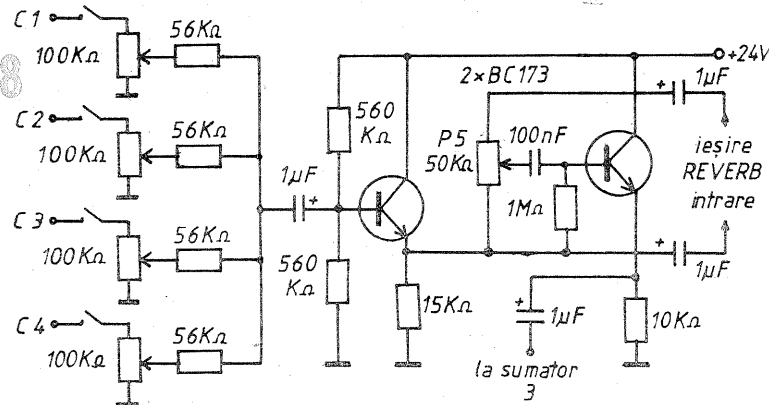 C1
100KΩ
56KΩ
C2
100KΩ
56KΩ
C3
100KΩ
56KΩ
C4
100KΩ
56KΩ
1µF
+
560
KΩ
560
KΩ
15KΩ
2×BC173
P5
50KΩ
100nF
1MΩ
+24V
+
1µF
ieşire
REVERB
intrare
+
1µF
+
1µF
10KΩ
la sumator
3
8